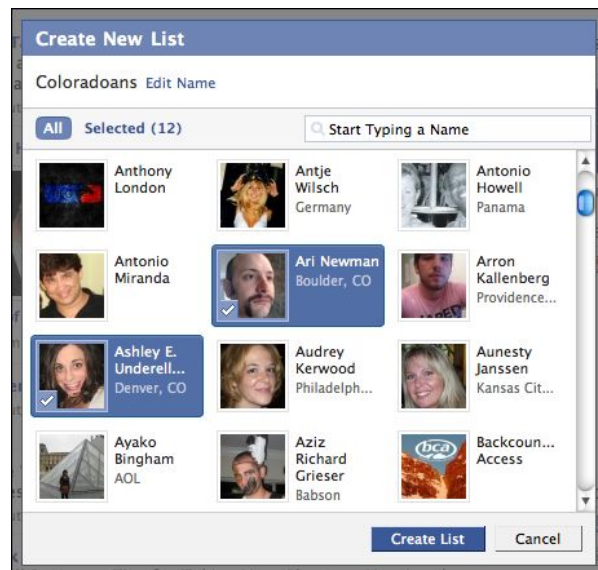 Create New List
Coloradoans Edit Name
All Selected (12) Start Typing a Name
Anthony
London
Antje
Wilsch
Germany
Antonio
Howell
Panama
Antonio
Miranda
Ari Newman
Boulder, CO
Arron
Kallenberg
Providence...
Ashley E.
Underell...
Denver, CO
Audrey
Kerwood
Philadelph...
Aunesty
Janssen
Kansas Cit...
Ayako
Bingham
AOL
Aziz
Richard
Grieser
Babson
bca
Backcoun...
Access
Create List Cancel